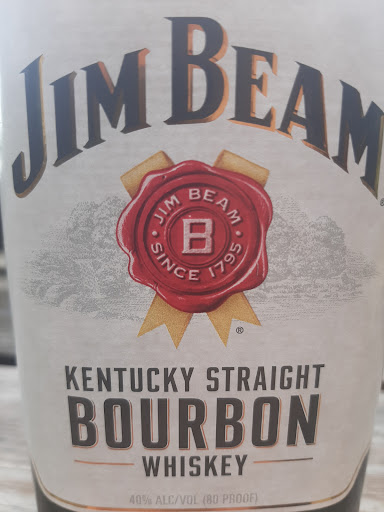 JIM BEAM
JIM BEAM
B
SINCE 1795
®
KENTUCKY STRAIGHT
BOURBON
WHISKEY
40% ALC/VOL (80 PROOF)